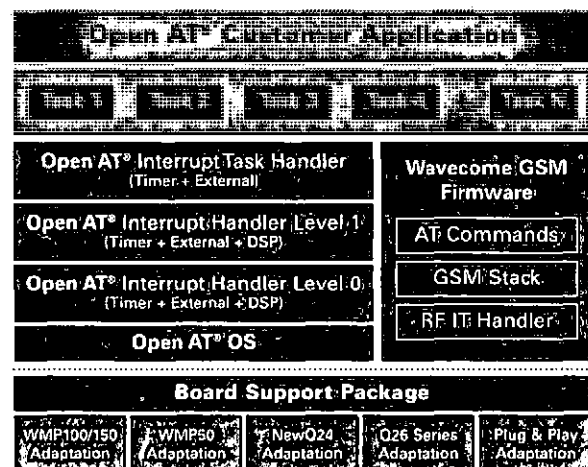 Open AT® Customer Application
Task 1 Task 2 Task 3 Task 4 Task N
Open AT® Interrupt Task Handler
(Timer + External)
Open AT® Interrupt Handler Level 1
(Timer + External + DSP)
Open AT® Interrupt Handler Level 0
(Timer + External + DSP)
Open AT® OS
Wavecome GSM
Firmware
AT Commands
GSM Stack
RF IT Handler
Board Support Package
WMP100/150
Adaptation
WMP50
Adaptation
NewQ24
Adaptation
Q26 Series
Adaptation
Plug & Play
Adaptation